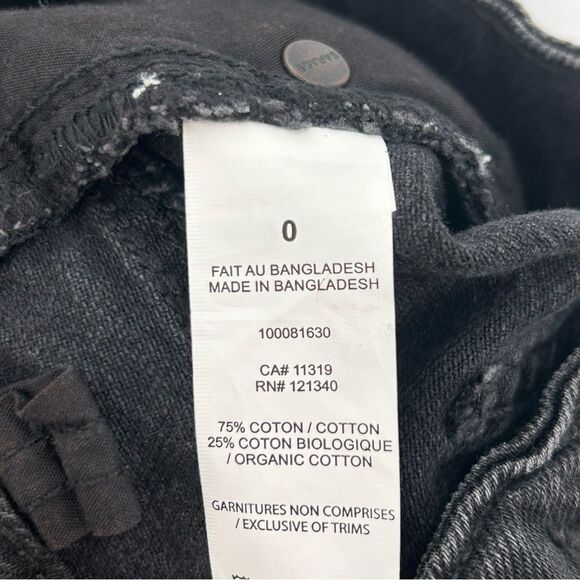 0
FAIT AU BANGLADESH
MADE IN BANGLADESH
100081630
CA# 11319
RN# 121340
75% COTON / COTTON
25% COTON BIOLOGIQUE
/ ORGANIC COTTON
GARNITURES NON COMPRISES
/ EXCLUSIVE OF TRIMS